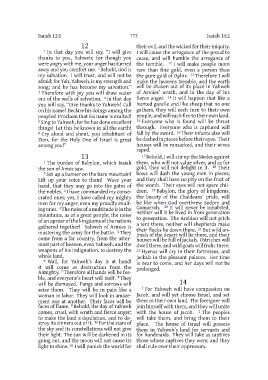 Isaiah 12:1
773
Isaiah 14:2
12
1 In that day you will say, "I will give
thanks to you, Yahweh; for though you
were angry with me, your anger has turned
away and you comfort me. 2 Behold, God is
my salvation. I will trust, and will not be
afraid; for Yah, Yahweh, is my strength and
song; and he has become my salvation."
3 Therefore with joy you will draw water
out of the wells of salvation. 4 In that day
you will say, "Give thanks to Yahweh! Call
on his name! Declare his doings among the
peoples! Proclaim that his name is exalted!
5 Sing to Yahweh, for he has done excellent
things! Let this be known in all the earth!
6 Cry aloud and shout, you inhabitant of
Zion, for the Holy One of Israel is great
among you!"
13
1 The burden of Babylon, which Isaiah
the son of Amoz saw.
2 Set up a banner on the bare mountain!
Lift up your voice to them! Wave your
hand, that they may go into the gates of
the nobles. 3 I have commanded my conse-
crated ones; yes, I have called my mighty
men for my anger, even my proudly exult-
ing ones. 4 The noise of a multitude is in the
mountains, as of a great people; the noise
of an uproar of the kingdoms of the nations
gathered together! Yahweh of Armies is
mustering the army for the battle. 5 They
come from a far country, from the utter-
most part of heaven, even Yahweh, and the
weapons of his indignation, to destroy the
whole land.
6 Wail, for Yahweh's day is at hand!
It will come as destruction from the
Almighty. 7 Therefore all hands will be fee-
ble, and everyone's heart will melt. 8 They
will be dismayed. Pangs and sorrows will
seize them. They will be in pain like a
woman in labor. They will look in amaze-
ment one at another. Their faces will be
faces of flame. 9 Behold, the day of Yahweh
comes, cruel, with wrath and fierce anger;
to make the land a desolation, and to de-
stroy its sinners out of it. 10 For the stars of
the sky and its constellations will not give
their light. The sun will be darkened in its
going out, and the moon will not cause its
light to shine. 11 I will punish the world for
their evil, and the wicked for their iniquity.
I will cause the arrogance of the proud to
cease, and will humble the arrogance of
the terrible. 12 I will make people more
rare than fine gold, even a person than
the pure gold of Ophir. 13 Therefore I will
make the heavens tremble, and the earth
will be shaken out of its place in Yahweh
of Armies' wrath, and in the day of his
fierce anger. 14 It will happen that like a
hunted gazelle and like sheep that no one
gathers, they will each turn to their own
people, and will each flee to their own land.
15 Everyone who is found will be thrust
through. Everyone who is captured will
fall by the sword. 16 Their infants also will
be dashed in pieces before their eyes. Their
houses will be ransacked, and their wives
raped.
17 Behold, I will stir up the Medes against
them, who will not value silver, and as for
gold, they will not delight in it. 18 Their
bows will dash the young men in pieces;
and they shall have no pity on the fruit of
the womb. Their eyes will not spare chil-
dren. 19 Babylon, the glory of kingdoms,
the beauty of the Chaldeans' pride, will
be like when God overthrew Sodom and
Gomorrah. 20 It will never be inhabited,
neither will it be lived in from generation
to generation. The Arabian will not pitch
a tent there, neither will shepherds make
their flocks lie down there. 21 But wild an-
imals of the desert will lie there, and their
houses will be full of jackals. Ostriches will
dwell there, and wild goats will frolic there.
22 Hyenas will cry in their fortresses, and
jackals in the pleasant palaces. Her time
is near to come, and her days will not be
prolonged.
14
1 For Yahweh will have compassion on
Jacob, and will yet choose Israel, and set
them in their own land. The foreigner will
join himself with them, and they will unite
with the house of Jacob. 2 The peoples
will take them, and bring them to their
place. The house of Israel will possess
them in Yahweh's land for servants and
for handmaids. They will take as captives
those whose captives they were; and they
shall rule over their oppressors.